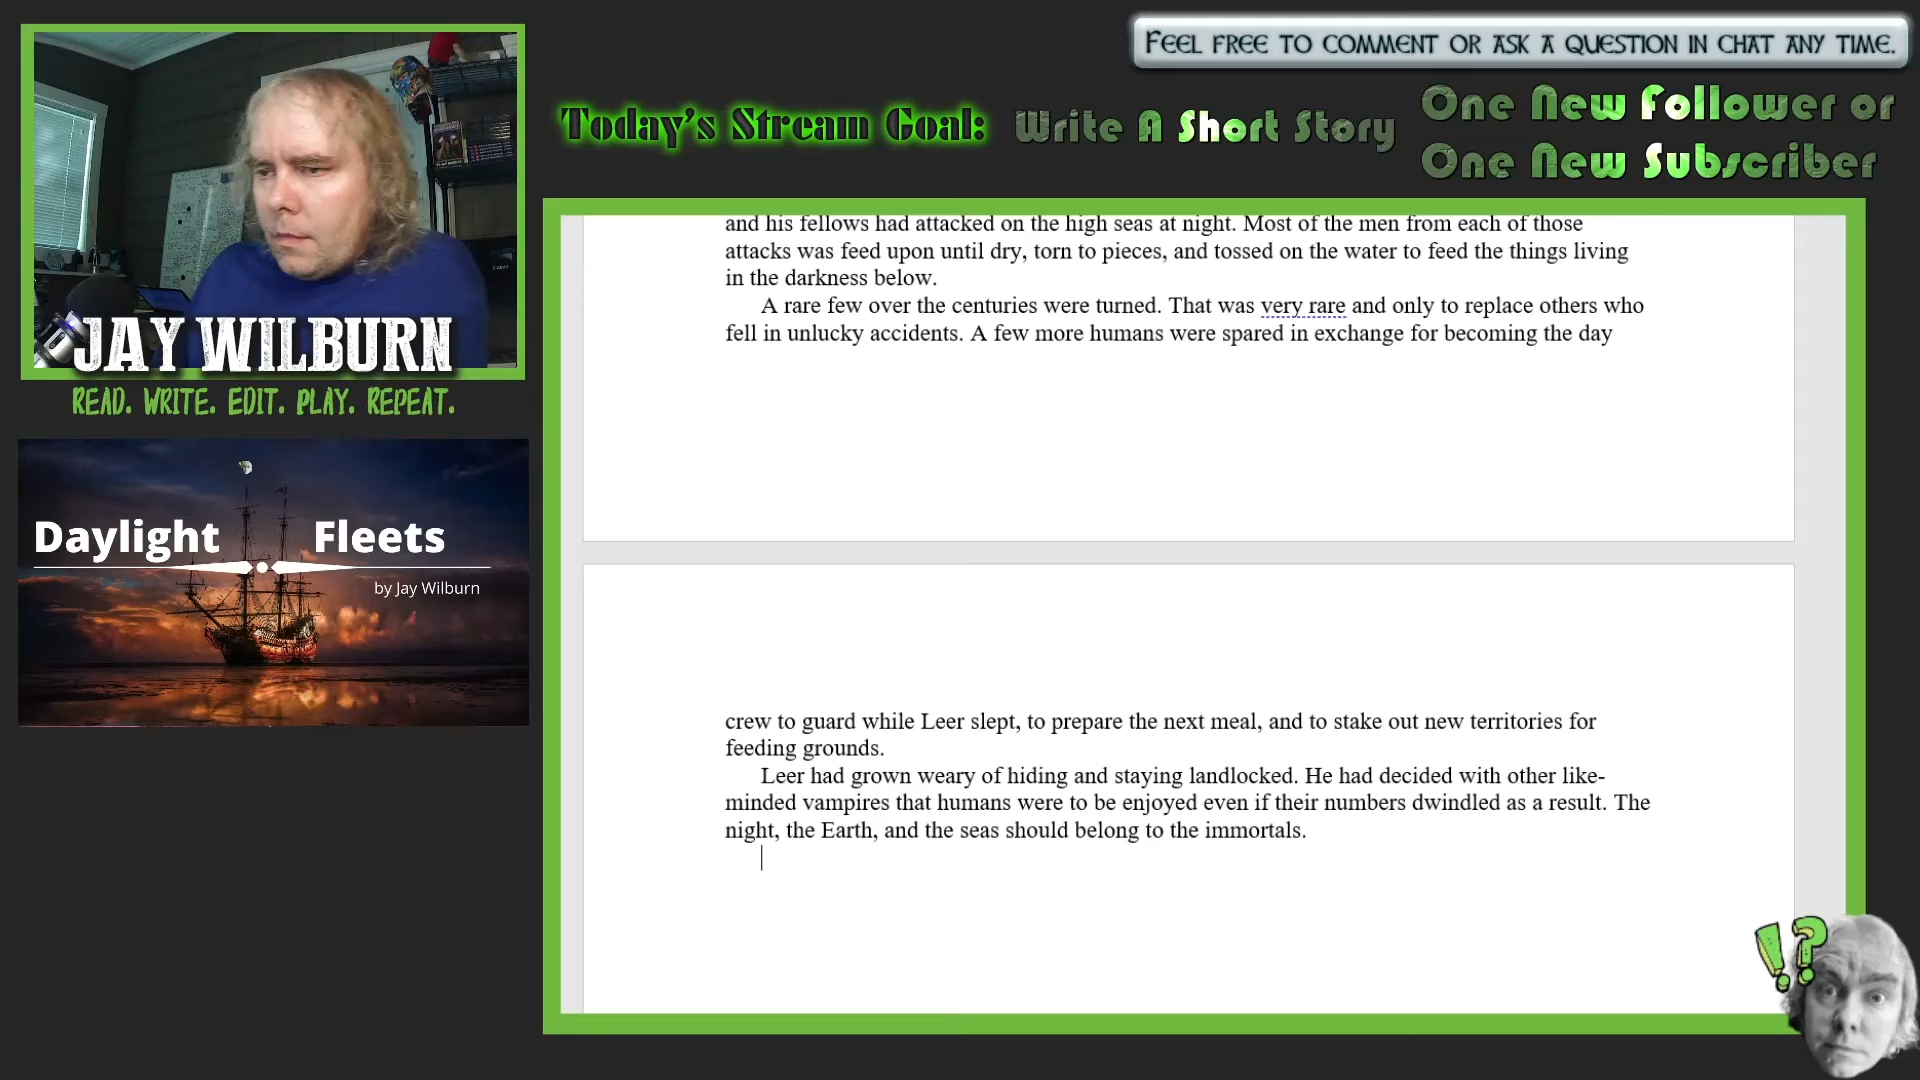 FEEL FREE TO COMMENT OR ASK A QUESTION IN CHAT ANY TIME.
Today's Stream Goal:
Write A Short Story
One New Follower or
One New Subscriber
JAY WILBURN
READ. WRITE. EDIT. PLAY. REPEAT.
Daylight Fleets
by Jay Wilburn
and his fellows had attacked on the high seas at night. Most of the men from each of those
attacks was feed upon until dry, torn to pieces, and tossed on the water to feed the things living
in the darkness below.
A rare few over the centuries were turned. That was very rare and only to replace others who
fell in unlucky accidents. A few more humans were spared in exchange for becoming the day
crew to guard while Leer slept, to prepare the next meal, and to stake out new territories for
feeding grounds.
Leer had grown weary of hiding and staying landlocked. He had decided with other like-
minded vampires that humans were to be enjoyed even if their numbers dwindled as a result. The
night, the Earth, and the seas should belong to the immortals.
!?